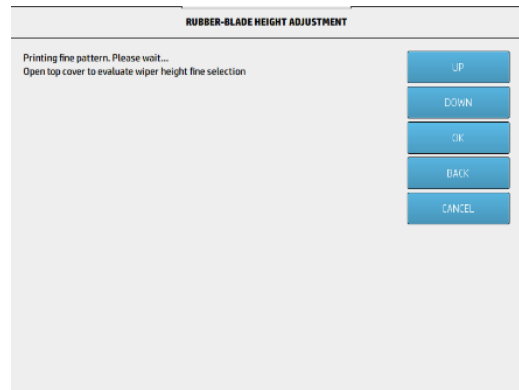 RUBBER-BLADE HEIGHT ADJUSTMENT
Printing fine pattern. Please wait...
Open top cover to evaluate wiper height fine selection
UP
DOWN
OK
BACK
CANCEL